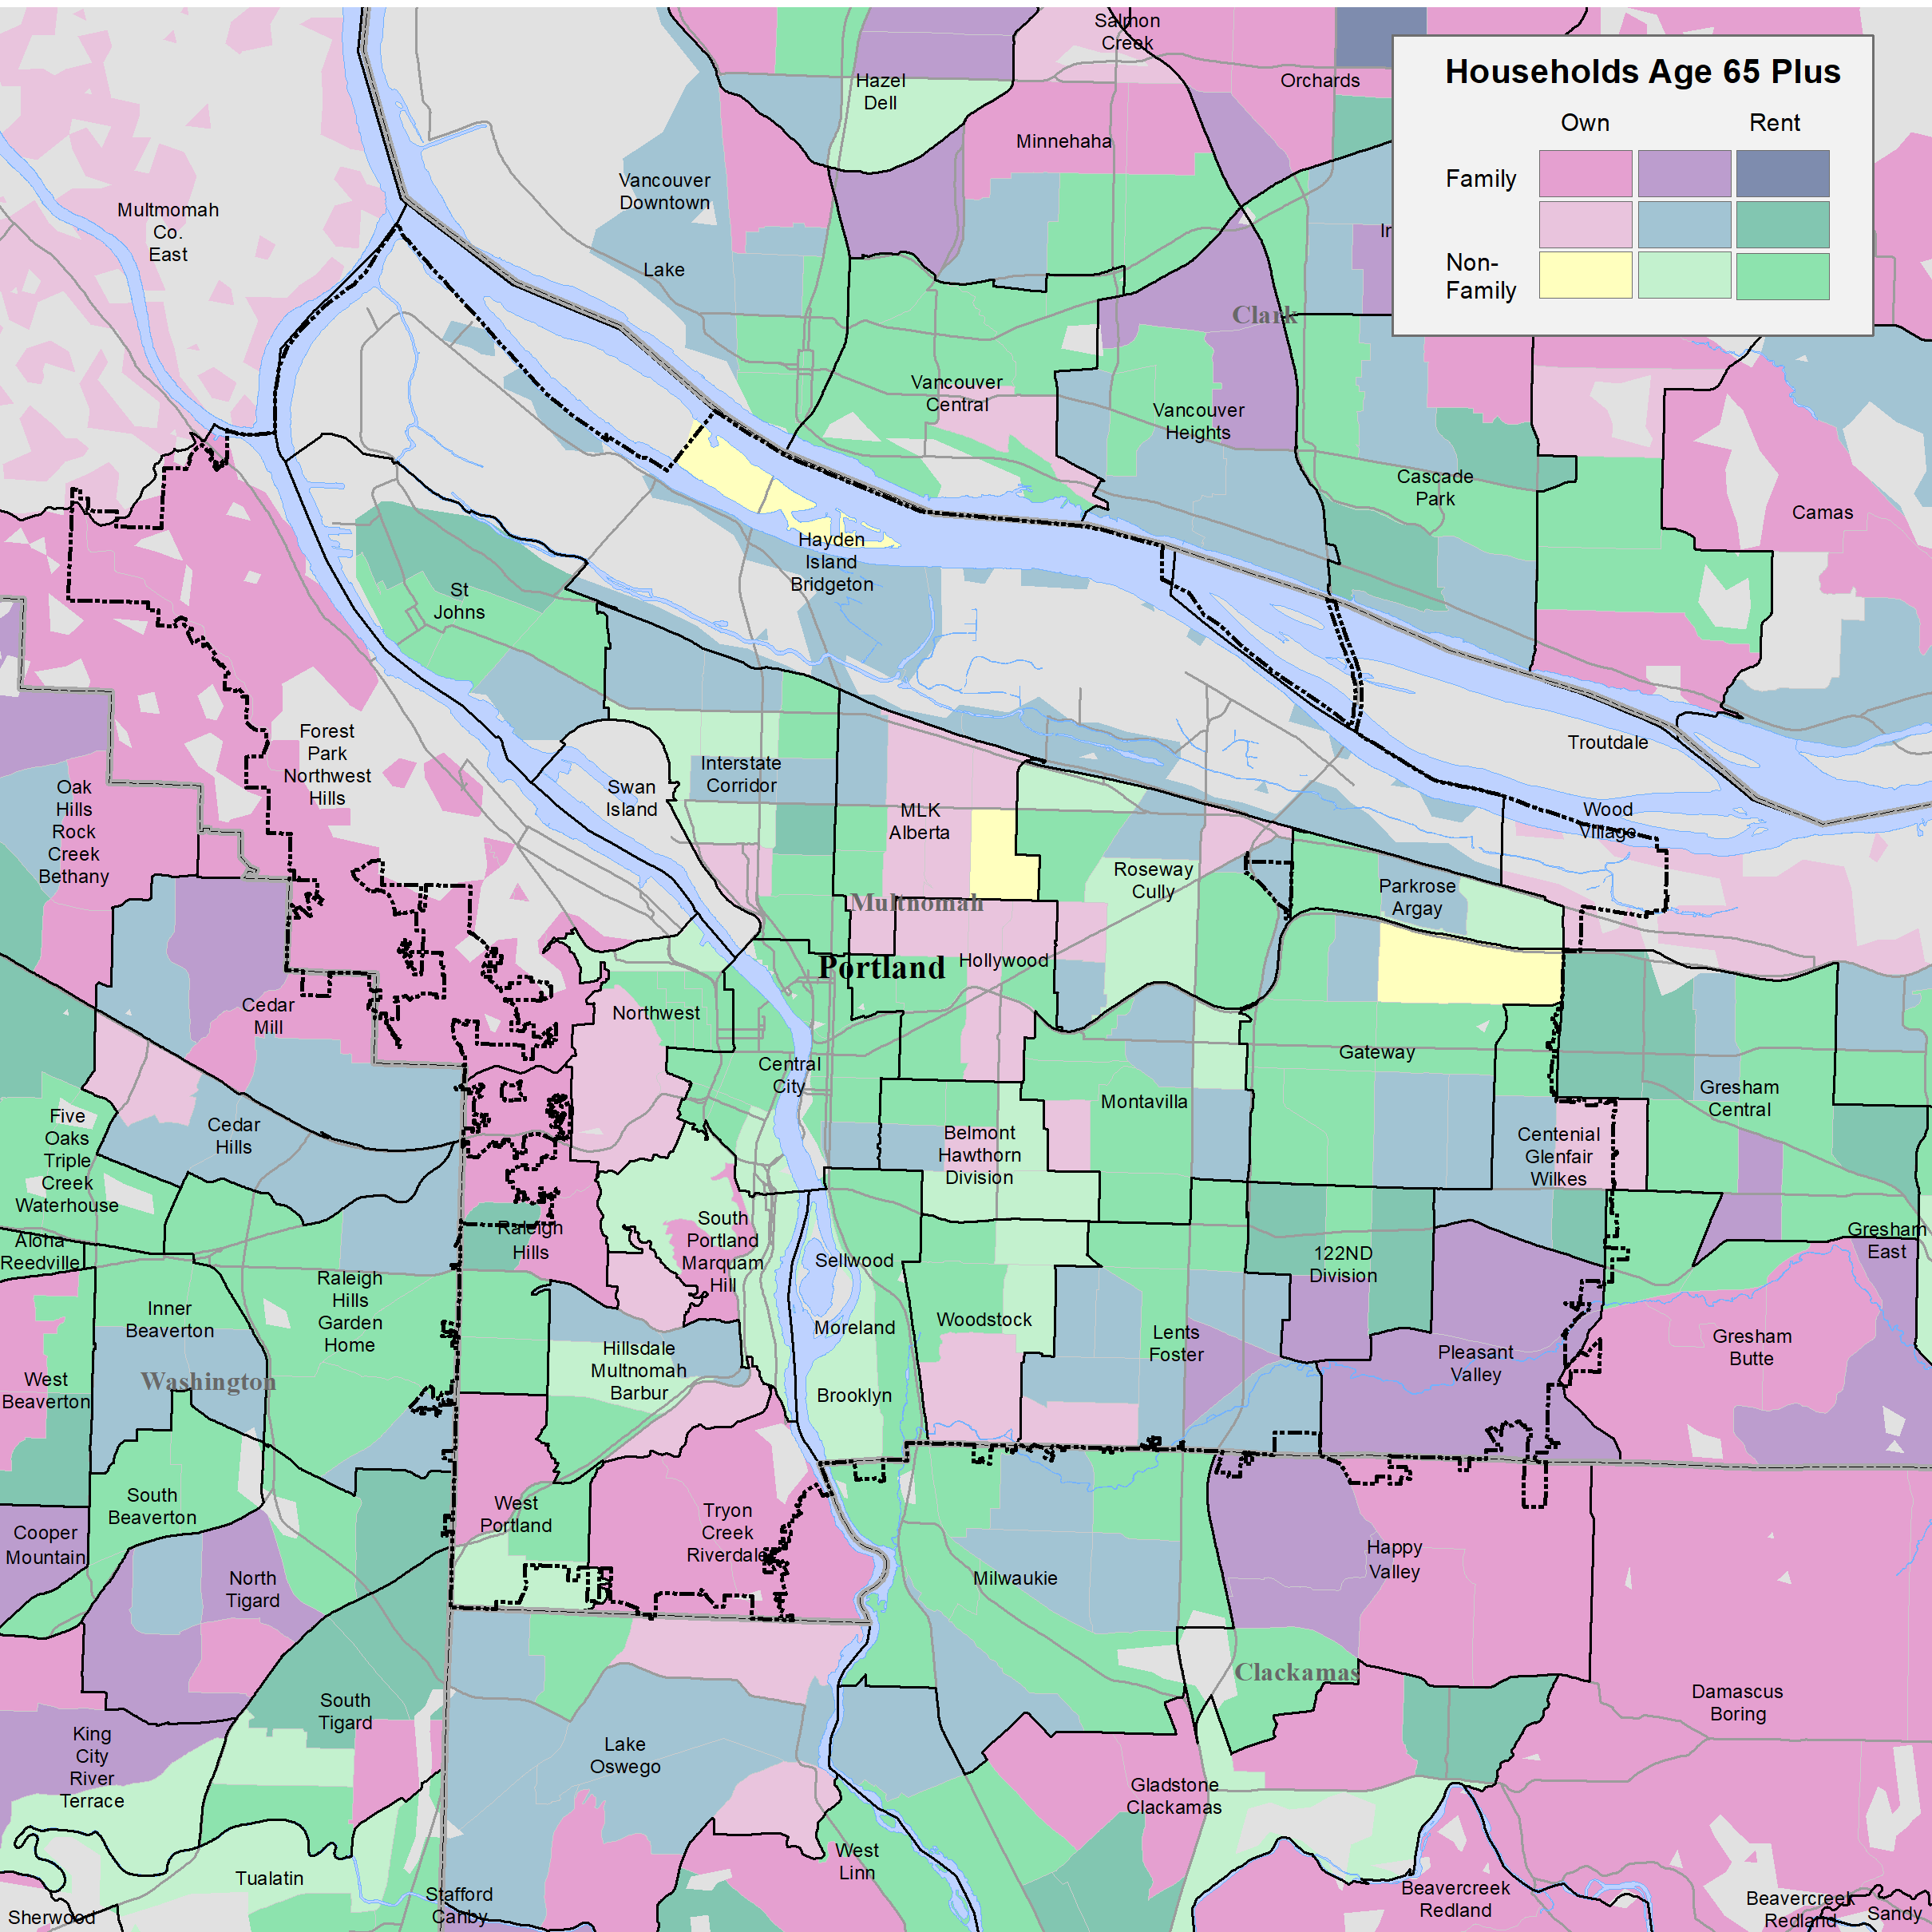 Salmon
Creek
Households Age 65 Plus
Own
Rent
Family
Non-
Family
Hazel
Dell
Orchards
Minnehaha
Vancouver
Downtown
Multmomah
Co.
East
Ir
Lake
Clark
Vancouver
Central
Vancouver
Heights
Cascade
Park
Camas
Hayden
Island
Bridgeton
St
Johns
Forest
Park
Northwest
Hills
Troutdale
Interstate
Corridor
Swan
Island
Oak
Hills
Rock
Creek
Bethany
MLK
Alberta
Wood
Village
Roseway
Cully
Parkrose
Argay
Multnomah
Portland
Hollywood
Cedar
Mill
Northwest
Gateway
Central
City
Gresham
Central
Montavilla
Five
Oaks
Triple
Creek
Waterhouse
Cedar
Hills
Belmont
Hawthorn
Division
Centenial
Glenfair
Wilkes
South
Portland
Marquam
Hill
Raleigh
Hills
Gresham
East
Aloha
Reedville
Sellwood
Moreland
Brooklyn
122ND
Division
Raleigh
Hills
Garden
Home
Inner
Beaverton
Woodstock
Lents
Foster
Hillsdale
Multnomah
Barbur
Pleasant
Valley
Gresham
Butte
West
Beaverton
Washington
South
Beaverton
West
Portland
Tryon
Creek
Riverdale
Cooper
Mountain
Happy
Valley
North
Tigard
Milwaukie
Clackamas
South
Tigard
Damascus
Boring
King
City
River
Terrace
Lake
Oswego
Gladstone
Clackamas
West
Linn
Tualatin
Stafford
Canby
Sherwood
Beavercreek
Redland
Beavercreek
Redland
Sandy